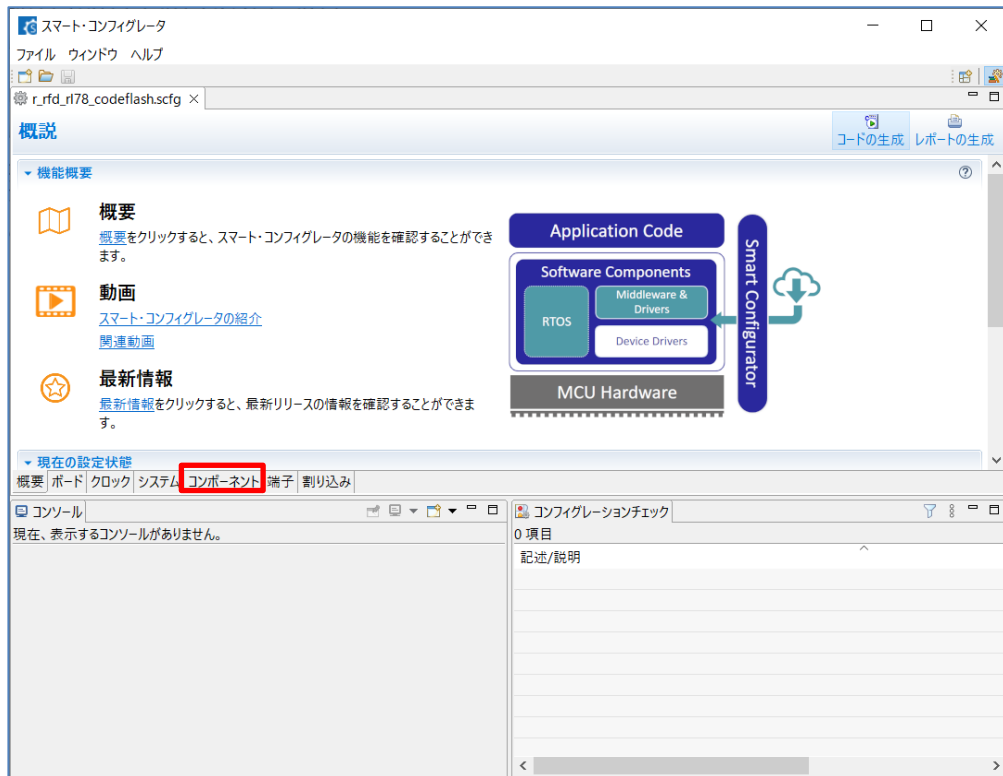 スマート・コンフィグレータ
ファイル ウィンドウ ヘルプ
r_rfd_rl78_codeflash.scfg
概説
コードの生成 レポートの生成
機能概要
概要
概要をクリックすると、スマート・コンフィグレータの機能を確認することができ
ます。
動画
スマート・コンフィグレータの紹介
関連動画
最新情報
最新情報をクリックすると、最新リリースの情報を確認することができま
す。
Application Code
Software Components
RTOS
Middleware &
Drivers
Device Drivers
MCU Hardware
Smart Configurator
現在の設定状態
概要 ボード クロック システム コンポーネント 端子 割り込み
コンソール
現在、表示するコンソールがありません。
コンフィグレーションチェック
0 項目
記述/説明